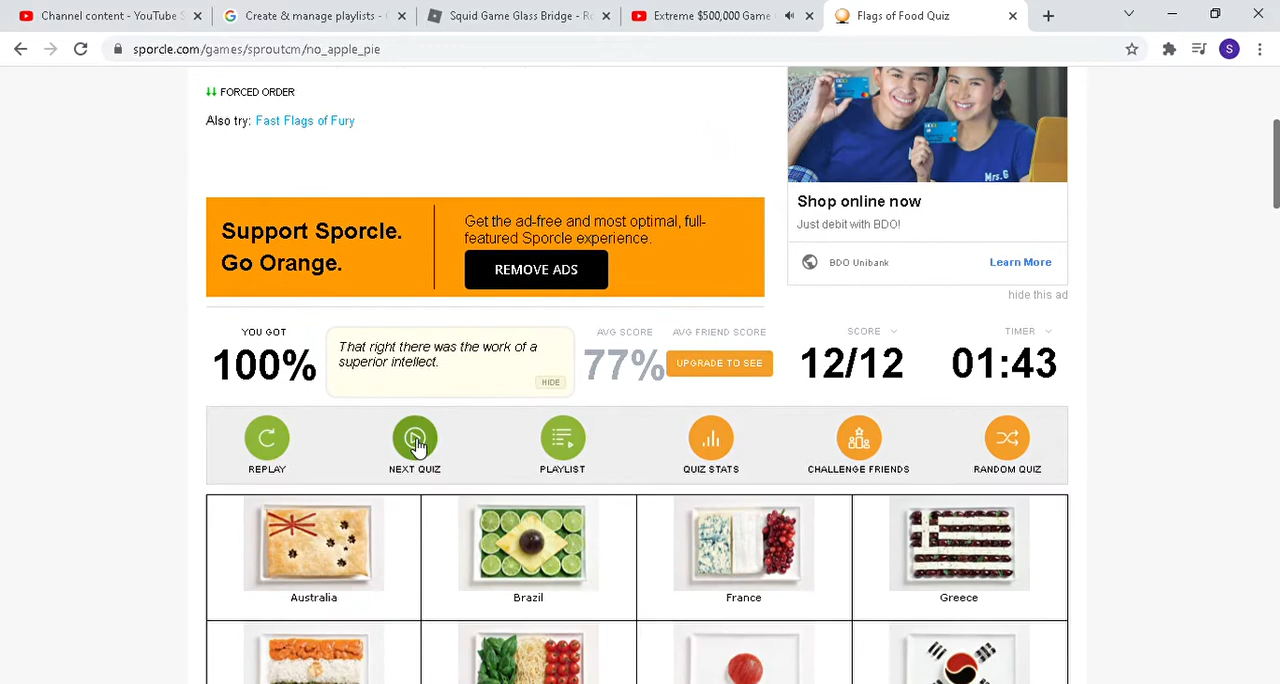 Channel content - YouTube S
Create & manage playlists - G
Squid Game Glass Bridge - Ro
Extreme $500,000 Game
Flags of Food Quiz
sporcle.com/games/sproutcm/no_apple_pie
S
FORCED ORDER
Also try: Fast Flags of Fury
Mrs.G
Support Sporcle.
Go Orange.
Get the ad-free and most optimal, full-
featured Sporcle experience.
REMOVE ADS
Shop online now
Just debit with BDO!
BDO Unibank
Learn More
hide this ad
YOU GOT
100%
That right there was the work of a
superior intellect.
HIDE
AVG SCORE
77%
AVG FRIEND SCORE
UPGRADE TO SEE
SCORE
12/12
TIMER
01:43
REPLAY
NEXT QUIZ
PLAYLIST
QUIZ STATS
CHALLENGE FRIENDS
RANDOM QUIZ
Australia
Brazil
France
Greece